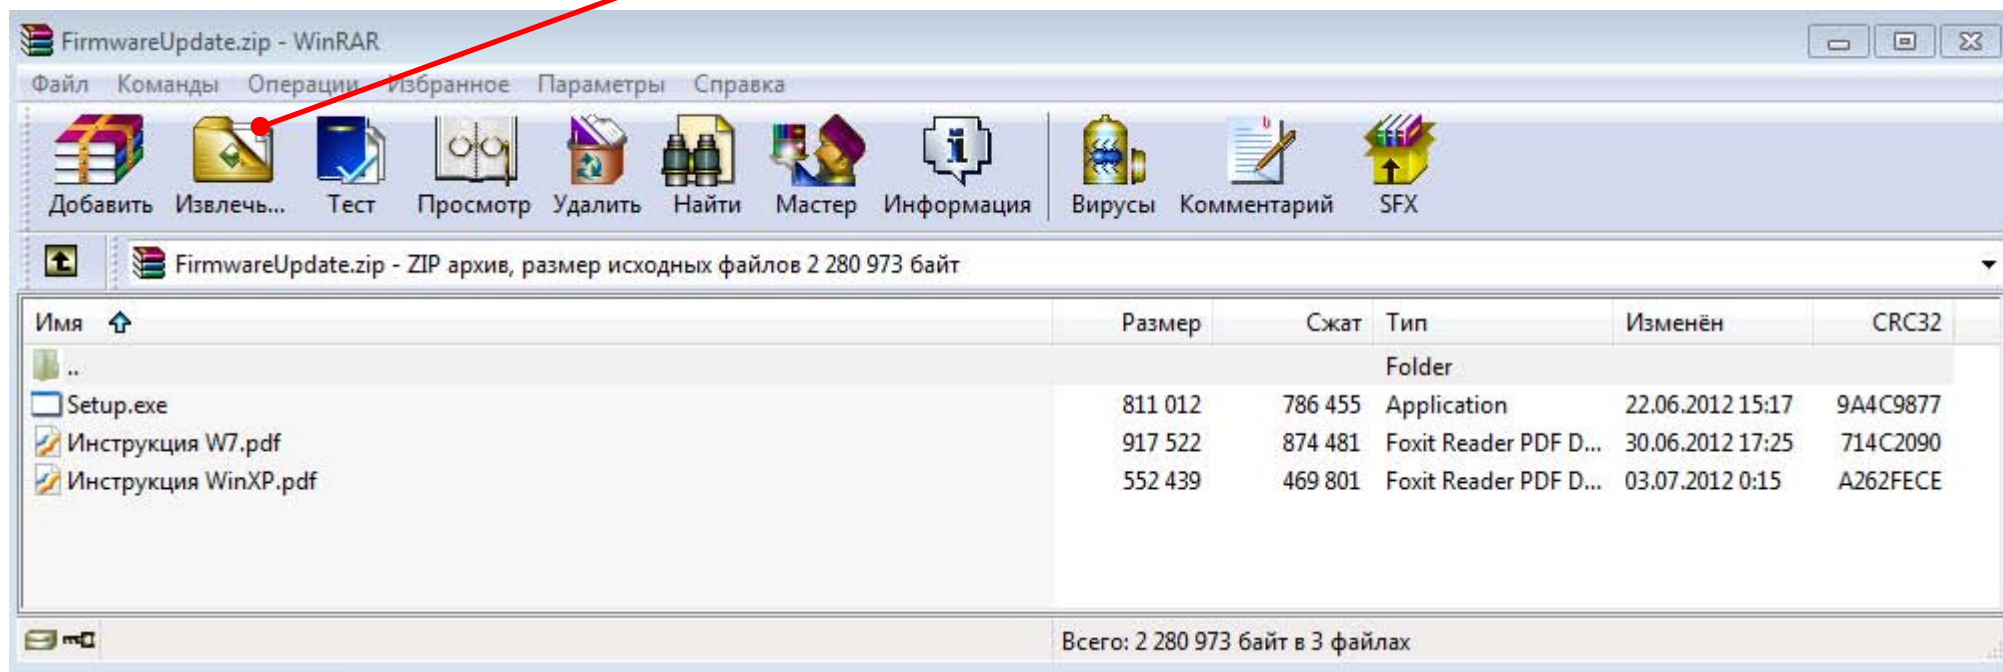 FirmwareUpdate.zip - WinRAR
Файл Команды Операции Избранное Параметры Справка
Добавить Извлечь... Тест Просмотр Удалить Найти Мастер Информация Вирусы Комментарий SFX
FirmwareUpdate.zip - ZIP архив, размер исходных файлов 2 280 973 байт
Имя Размер Сжат Тип Изменён CRC32
.. Folder
Setup.exe 811 012 786 455 Application 22.06.2012 15:17 9A4C9877
Инструкция W7.pdf 917 522 874 481 Foxit Reader PDF D... 30.06.2012 17:25 714C2090
Инструкция WinXP.pdf 552 439 469 801 Foxit Reader PDF D... 03.07.2012 0:15 A262FECE
Всего: 2 280 973 байт в 3 файлах